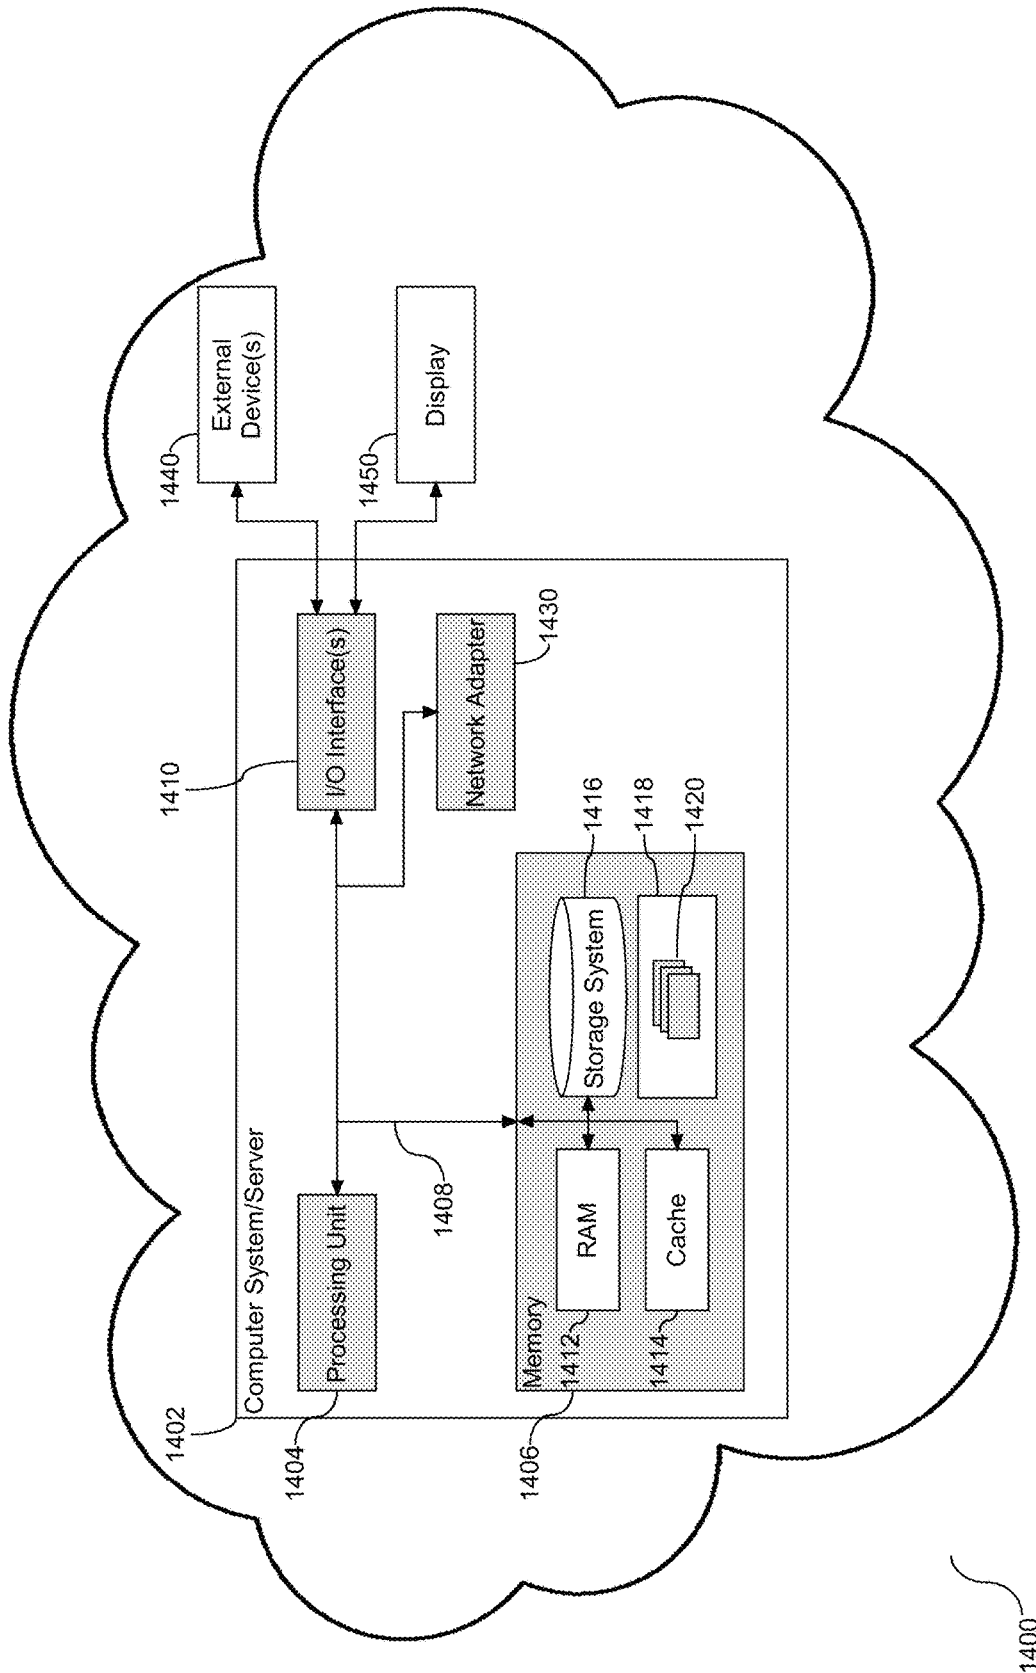 1402
Computer System/Server
1404
Processing Unit
1410
I/O Interface(s)
1440
External
Device(s)
1450
Display
1408
Network Adapter
1430
1406
Memory
1412
RAM
Storage System
1416
1414
Cache
1418
1420
1400